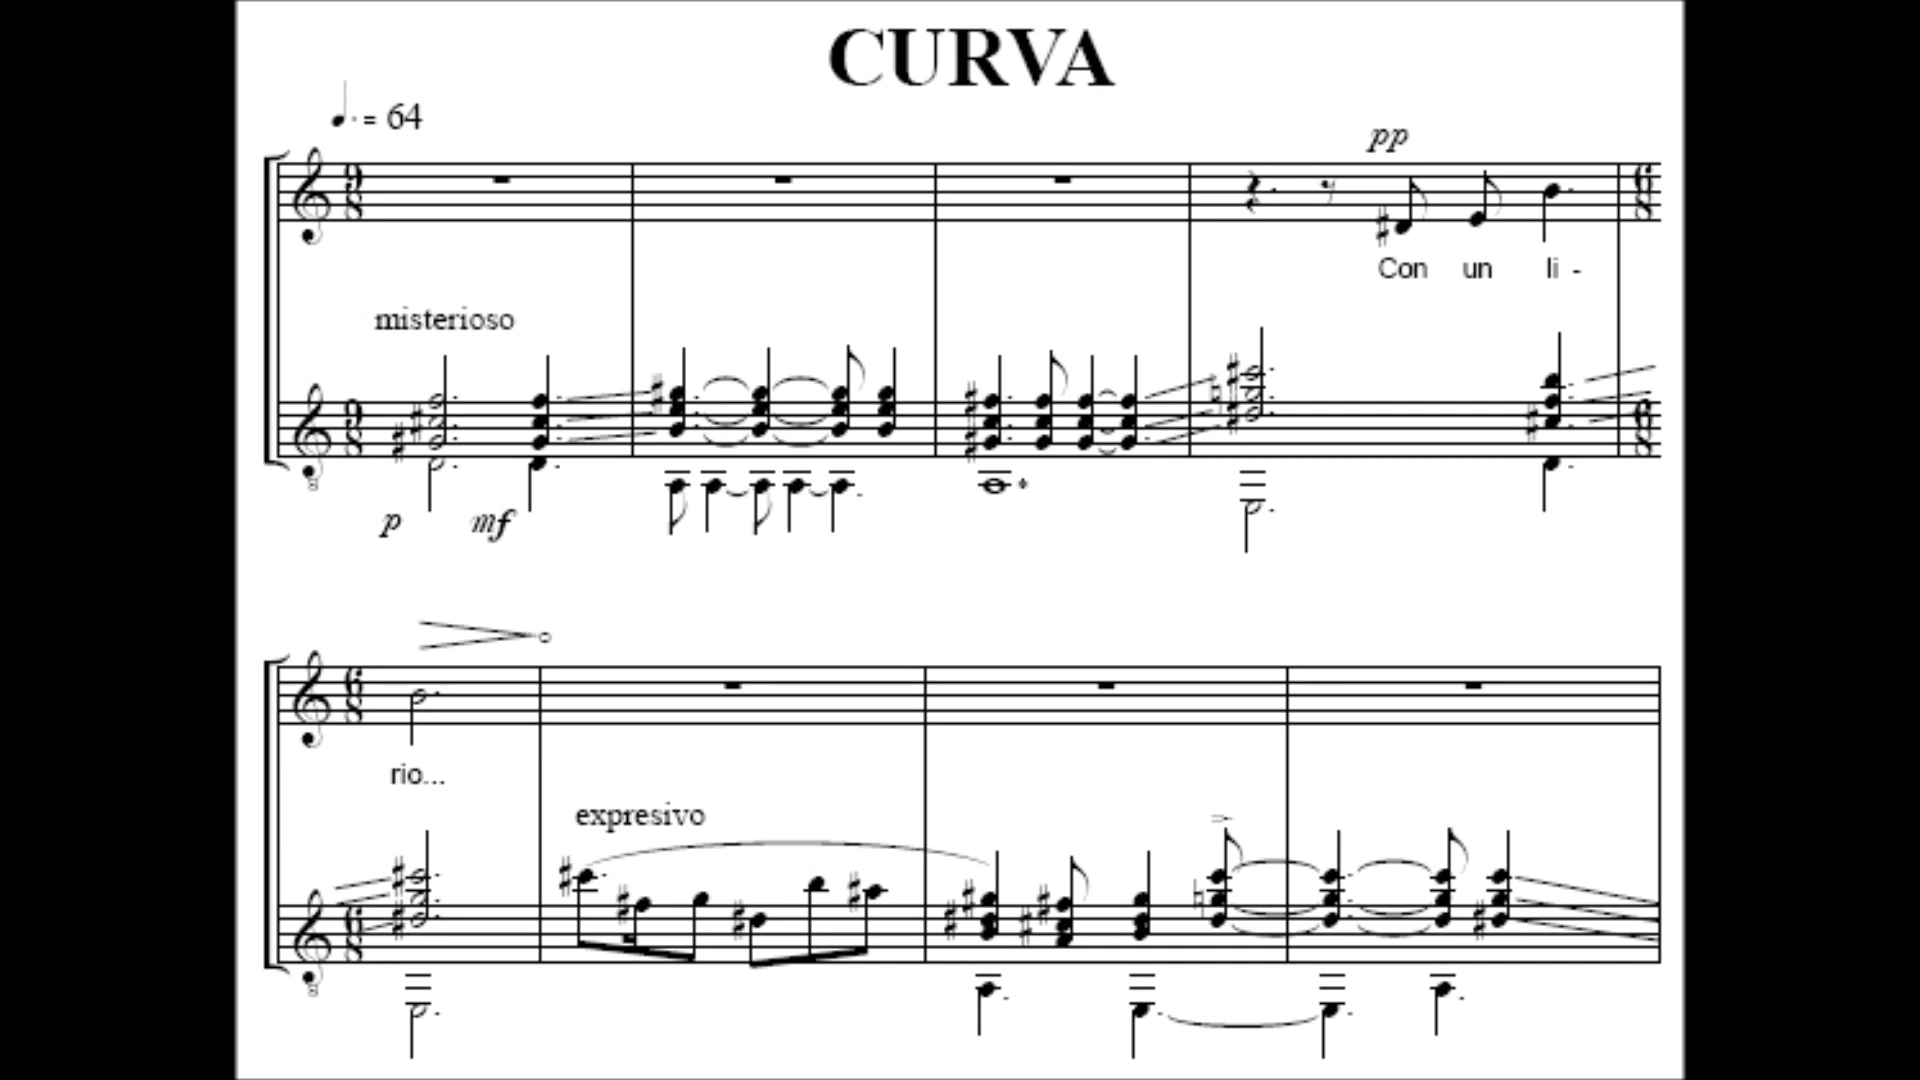 CURVA
♩. = 64
pp
Con un li -
misterioso
p mf
rio...
expresivo